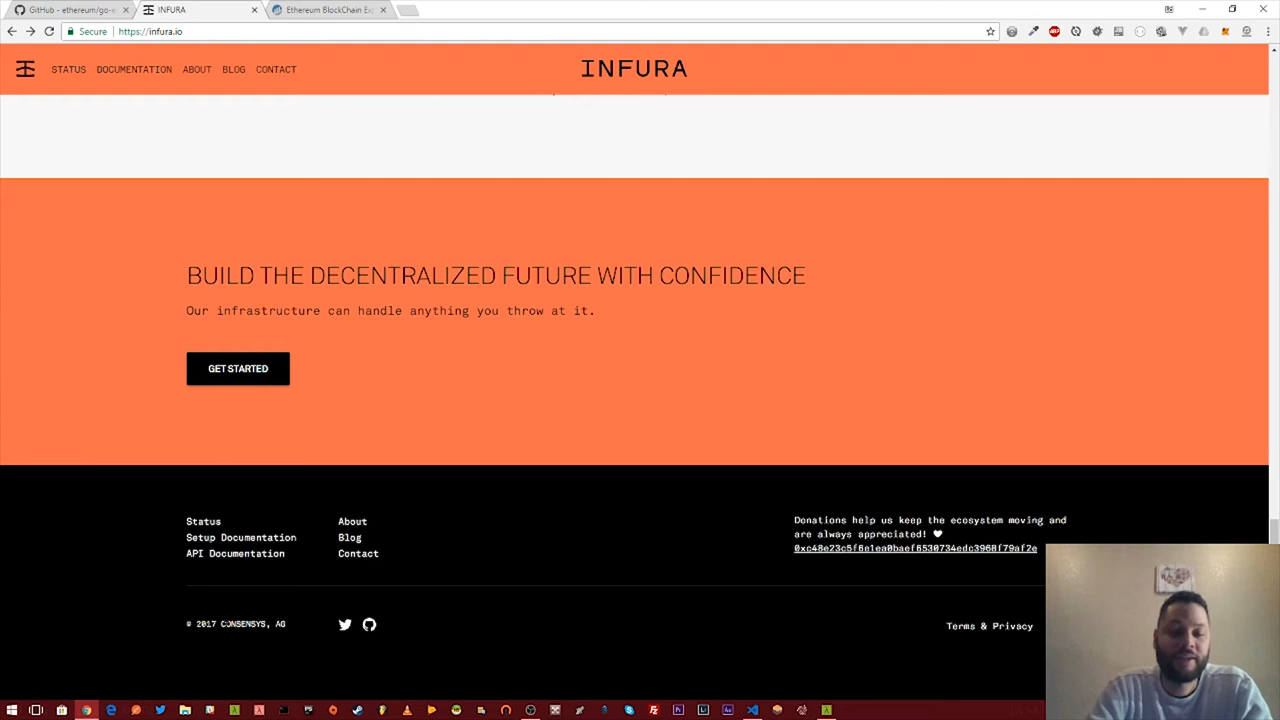 GitHub - ethereum/go-e
INFURA
Ethereum BlockChain Exp
Secure
https://infura.io
STATUS
DOCUMENTATION
ABOUT
BLOG
CONTACT
INFURA
BUILD THE DECENTRALIZED FUTURE WITH CONFIDENCE
Our infrastructure can handle anything you throw at it.
GET STARTED
Status
Setup Documentation
API Documentation
About
Blog
Contact
Donations help us keep the ecosystem moving and
are always appreciated! ♥
© 2017 CONSENSYS, AG
Terms & Privacy